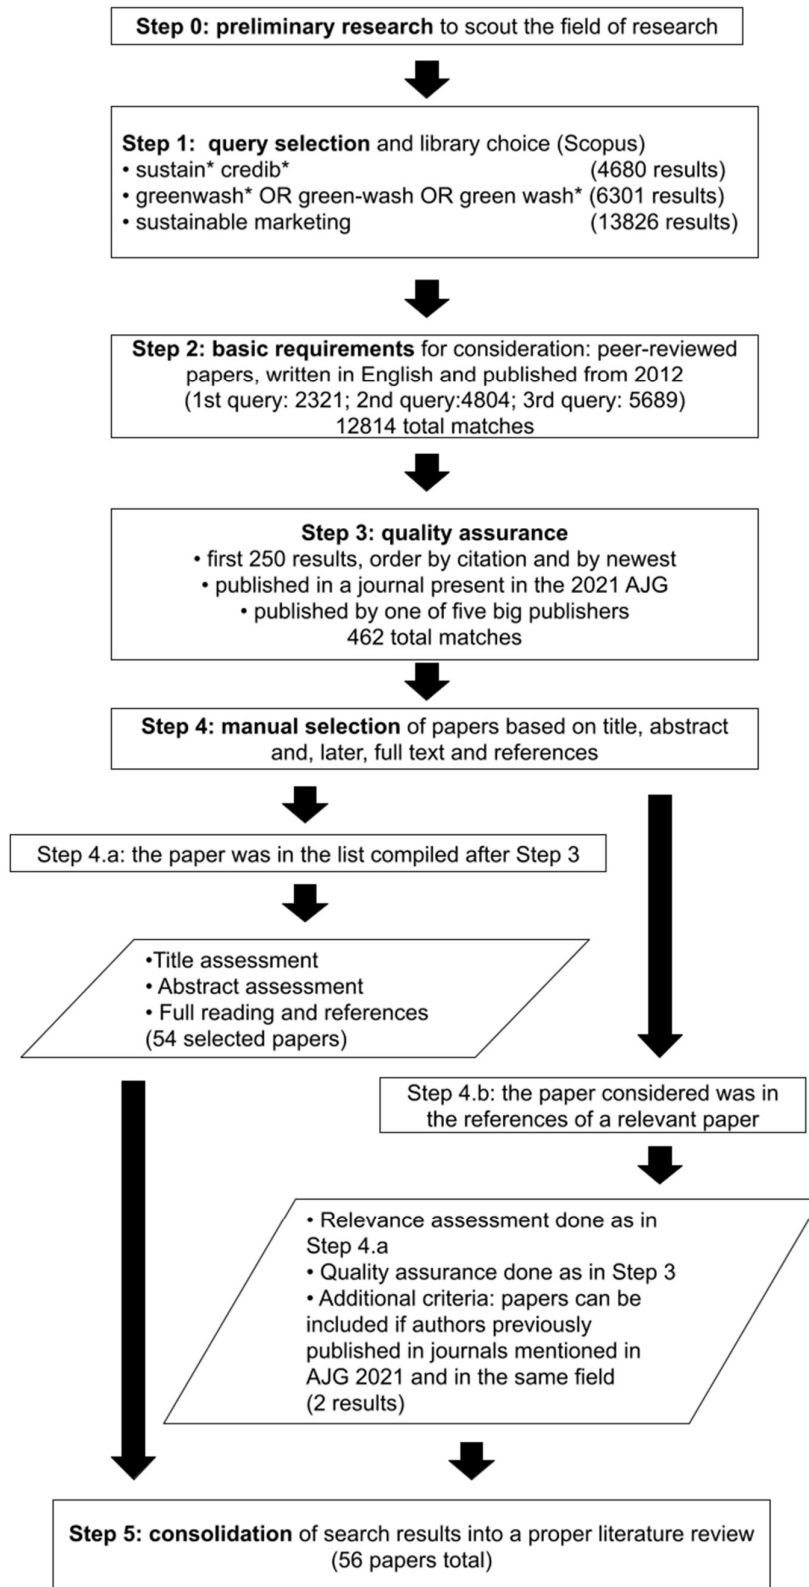 Step 0: preliminary research to scout the field of research
Step 1: query selection and library choice (Scopus)
• sustain* credib* (4680 results)
• greenwash* OR green-wash OR green wash* (6301 results)
• sustainable marketing (13826 results)
Step 2: basic requirements for consideration: peer-reviewed
papers, written in English and published from 2012
(1st query: 2321; 2nd query:4804; 3rd query: 5689)
12814 total matches
Step 3: quality assurance
• first 250 results, order by citation and by newest
• published in a journal present in the 2021 AJG
• published by one of five big publishers
462 total matches
Step 4: manual selection of papers based on title, abstract
and, later, full text and references
Step 4.a: the paper was in the list compiled after Step 3
•Title assessment
• Abstract assessment
• Full reading and references
(54 selected papers)
Step 4.b: the paper considered was in
the references of a relevant paper
• Relevance assessment done as in
Step 4.a
• Quality assurance done as in Step 3
• Additional criteria: papers can be
included if authors previously
published in journals mentioned in
AJG 2021 and in the same field
(2 results)
Step 5: consolidation of search results into a proper literature review
(56 papers total)